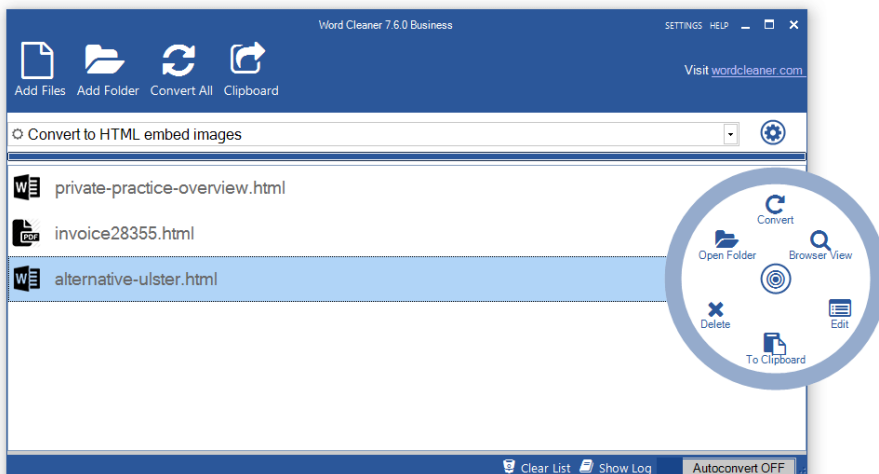 Word Cleaner 7.6.0 Business
SETTINGS HELP
Add Files Add Folder Convert All Clipboard
Visit wordcleaner.com
Convert to HTML embed images
W private-practice-overview.html
PDF invoice28355.html
W alternative-ulster.html
Convert
Open Folder Browser View
Delete Edit
To Clipboard
Clear List Show Log Autoconvert OFF